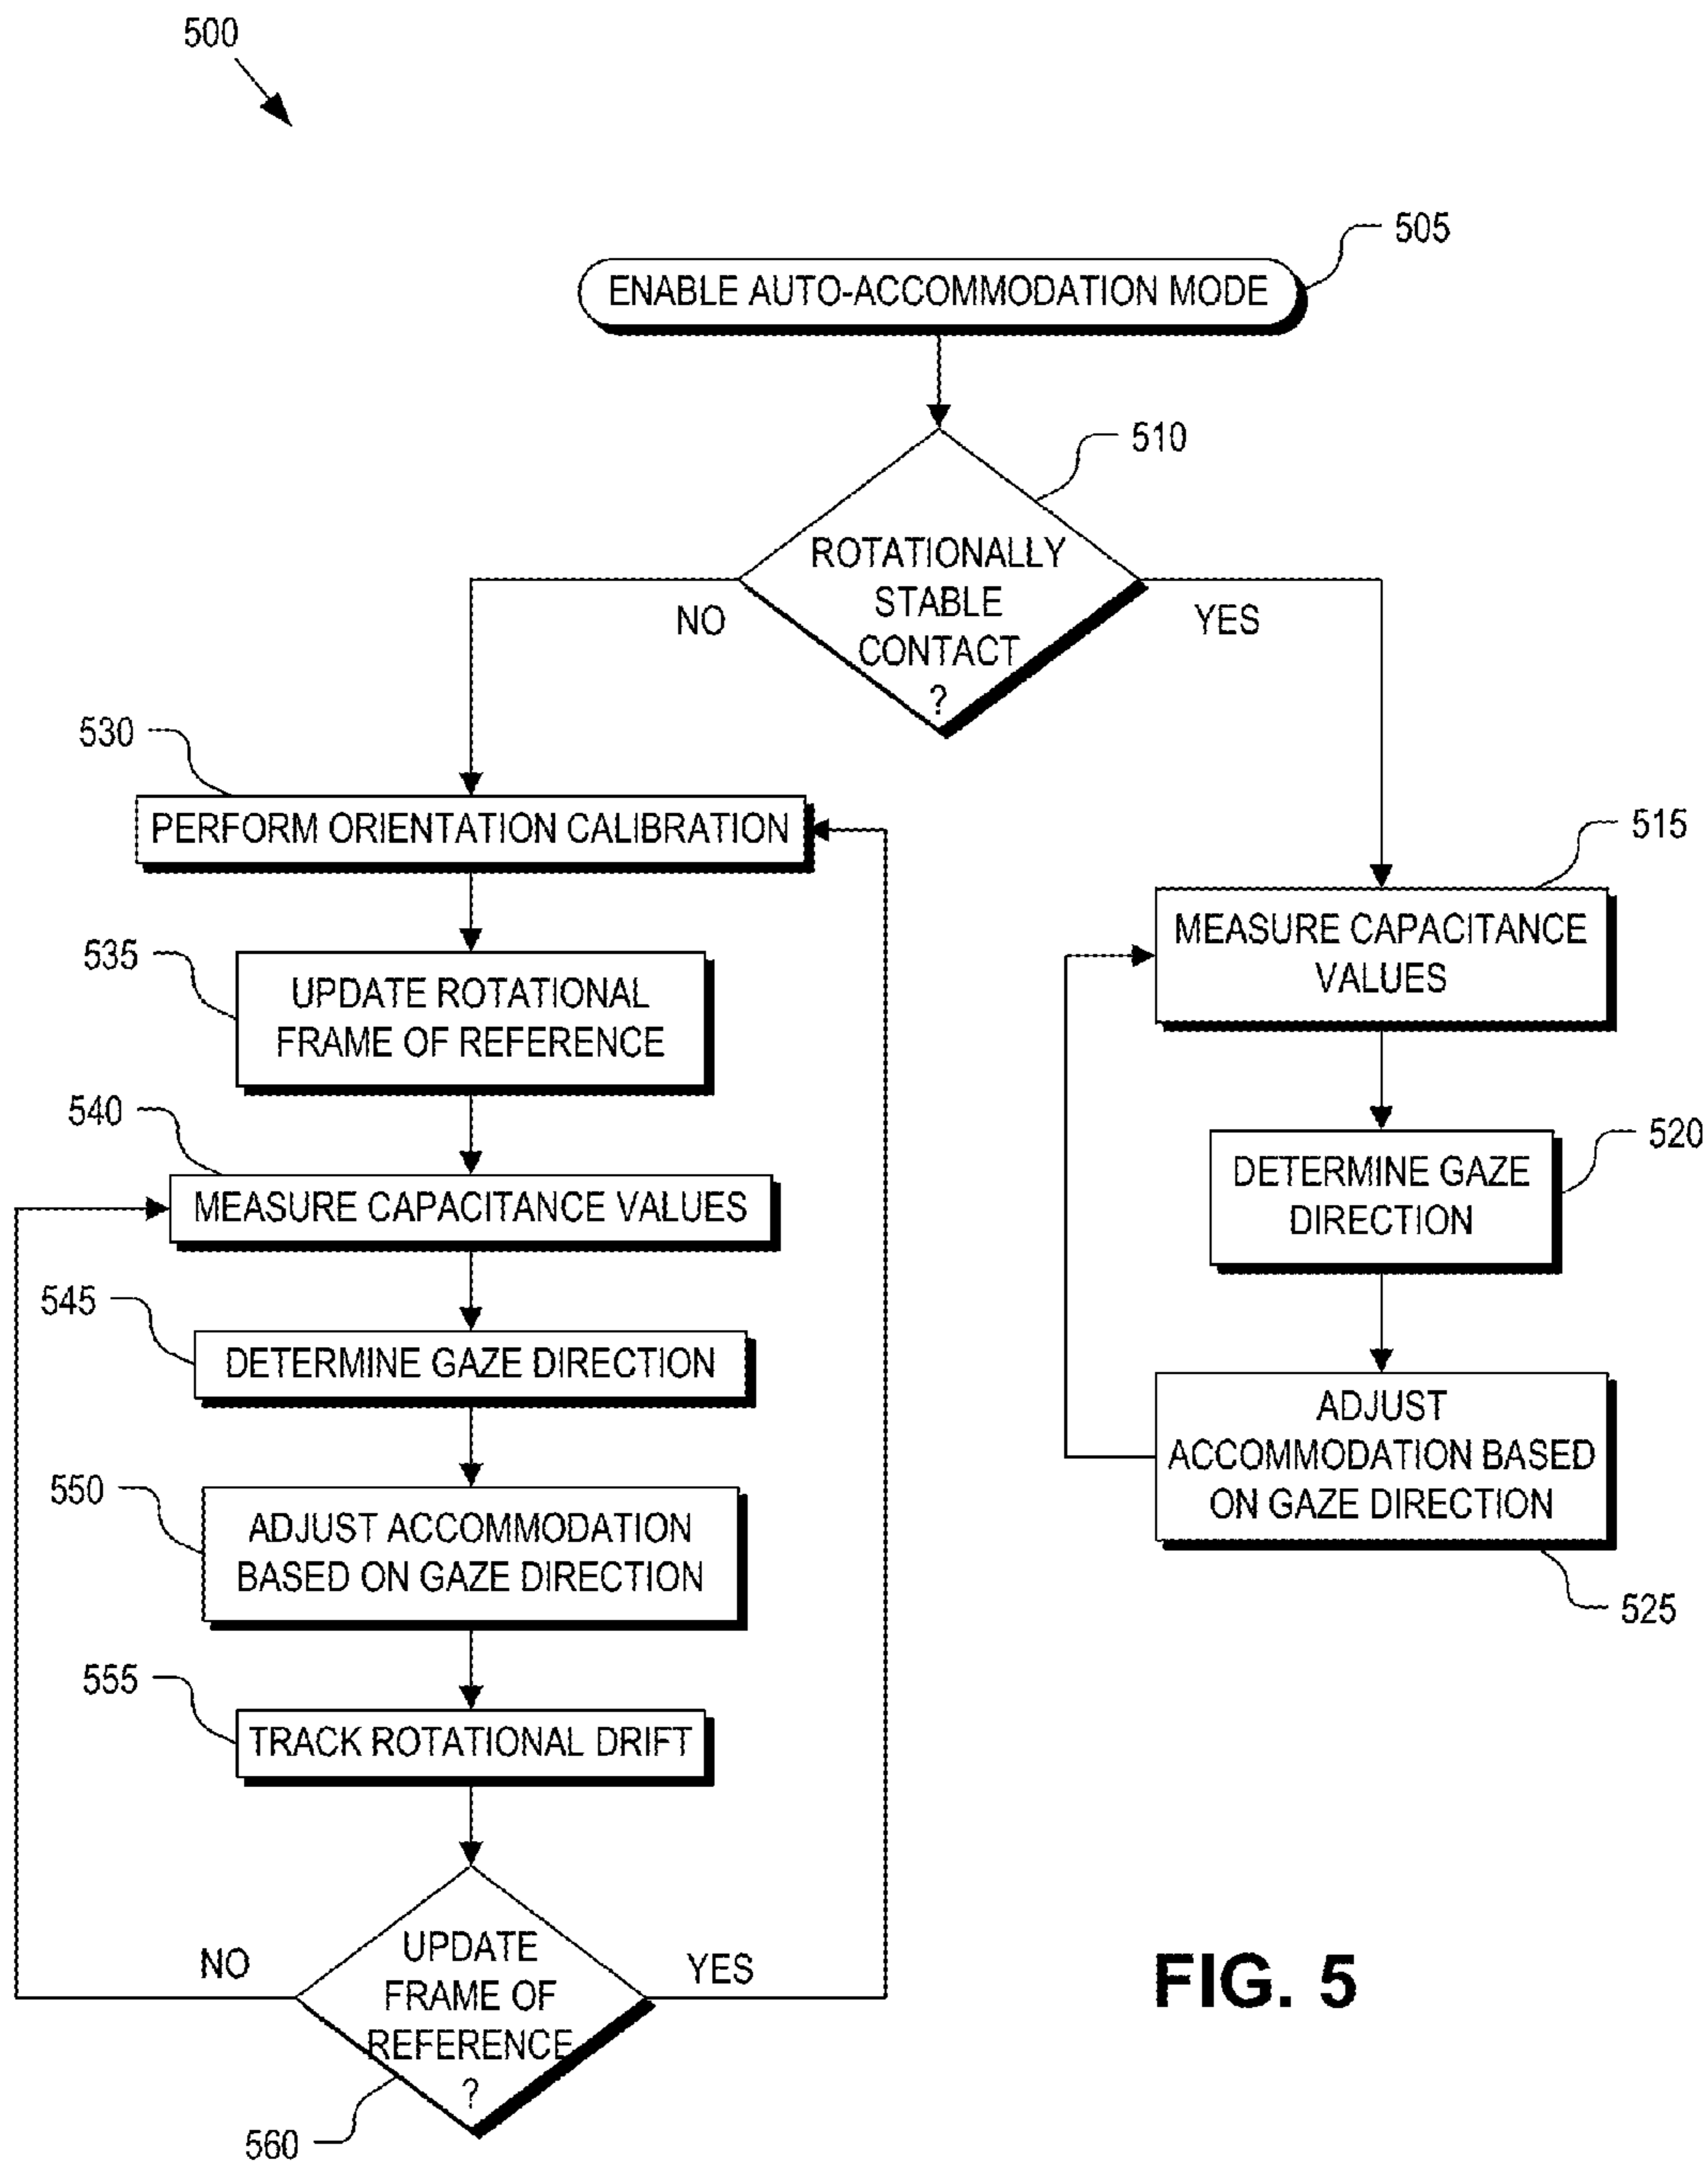 500
505
ENABLE AUTO-ACCOMMODATION MODE
510
ROTATIONALLY
STABLE
CONTACT
?
NO
YES
530
PERFORM ORIENTATION CALIBRATION
515
MEASURE CAPACITANCE
VALUES
535
UPDATE ROTATIONAL
FRAME OF REFERENCE
540
MEASURE CAPACITANCE VALUES
520
DETERMINE GAZE
DIRECTION
545
DETERMINE GAZE DIRECTION
ADJUST
ACCOMMODATION BASED
ON GAZE DIRECTION
525
550
ADJUST ACCOMMODATION
BASED ON GAZE DIRECTION
555
TRACK ROTATIONAL DRIFT
UPDATE
FRAME OF
REFERENCE
?
NO
YES
560
FIG. 5